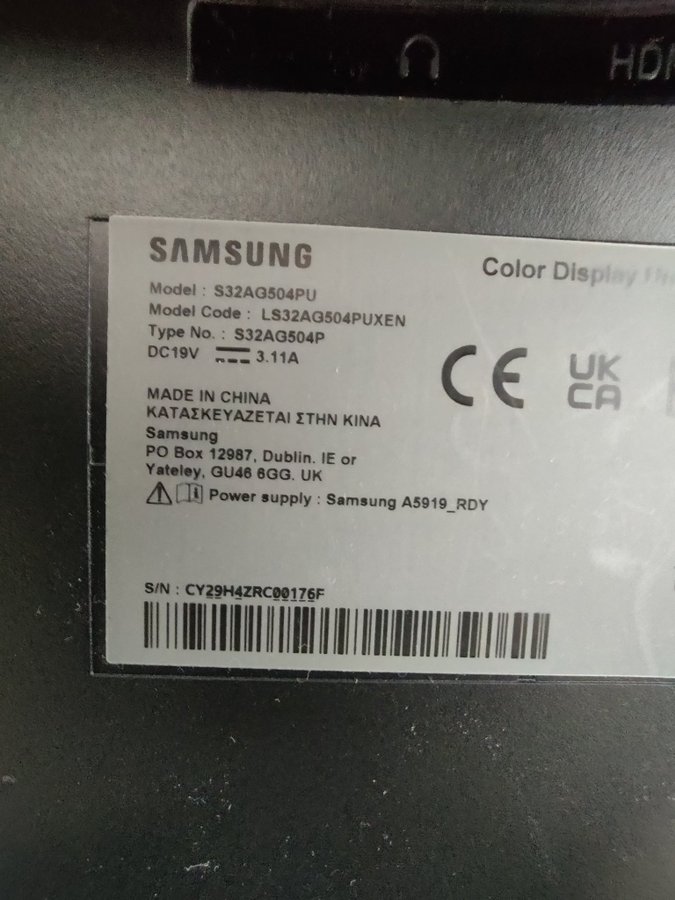 HDM
SAMSUNG
Color Display
Model : S32AG504PU
Model Code : LS32AG504PUXEN
Type No. : S32AG504P
DC19V 3.11A
CE UK
CA
MADE IN CHINA
ΚΑΤΑΣΚΕΥΑΖΕΤΑΙ ΣΤΗΝ ΚΙΝΑ
Samsung
PO Box 12987, Dublin. IE or
Yateley, GU46 6GG. UK
Power supply : Samsung A5919_RDY
S/N : CY29H4ZRC00176F